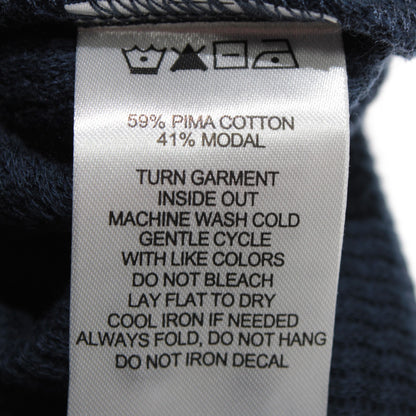 59% PIMA COTTON
41% MODAL
TURN GARMENT
INSIDE OUT
MACHINE WASH COLD
GENTLE CYCLE
WITH LIKE COLORS
DO NOT BLEACH
LAY FLAT TO DRY
COOL IRON IF NEEDED
ALWAYS FOLD, DO NOT HANG
DO NOT IRON DECAL